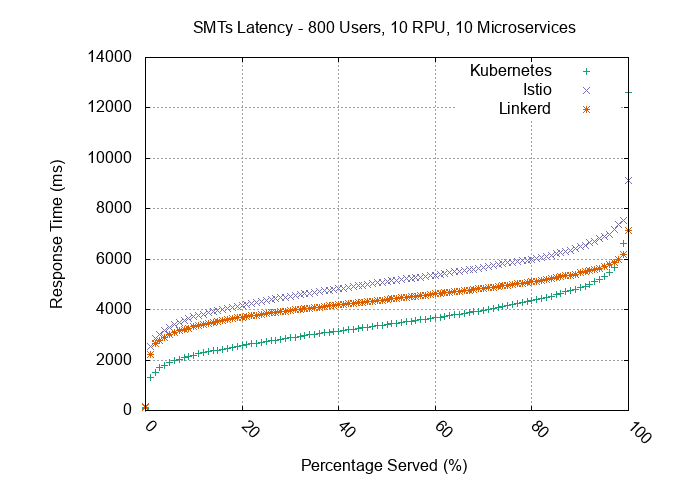 SMTs Latency - 800 Users, 10 RPU, 10 Microservices
14000
12000
10000
8000
6000
4000
2000
0
Response Time (ms)
Kubernetes
Istio
Linkerd
0
20
40
60
80
100
Percentage Served (%)